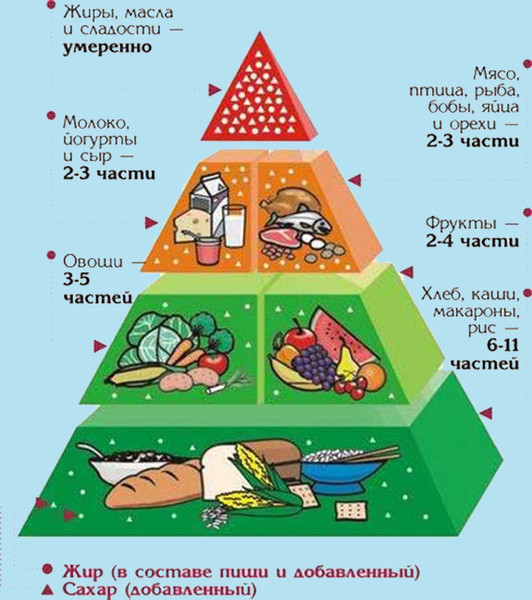 Жиры, масла
и сладости —
умеренно
Мясо,
птица, рыба,
бобы, яйца
и орехи —
2-3 части
Молоко,
йогурты
и сыр —
2-3 части
Фрукты —
2-4 части
Овощи —
3-5
частей
Хлеб, каши,
макароны,
рис —
6-11
частей
Жир (в составе пищи и добавленный)
Сахар (добавленный)